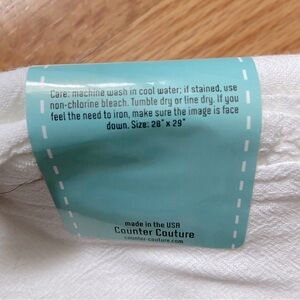 Care: machine wash in cool water; if stained, use
non-chlorine bleach. Tumble dry or line dry. If you
feel the need to iron, make sure the image is face
down. Size: 28" x 29"
made in the USA
Counter Couture
counter-couture.com